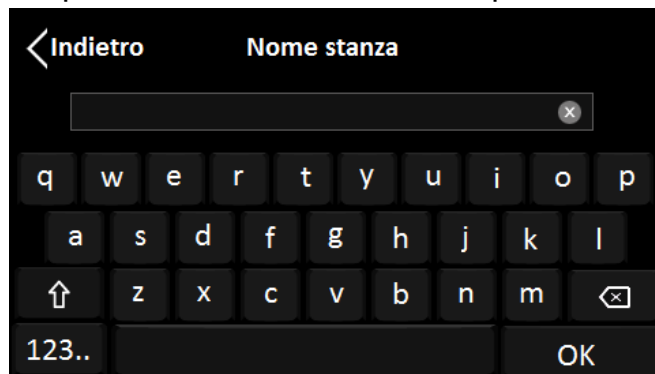 Indietro Nome stanza
q w e r t y u i o p
a s d f g h j k l
z x c v b n m
123.. OK